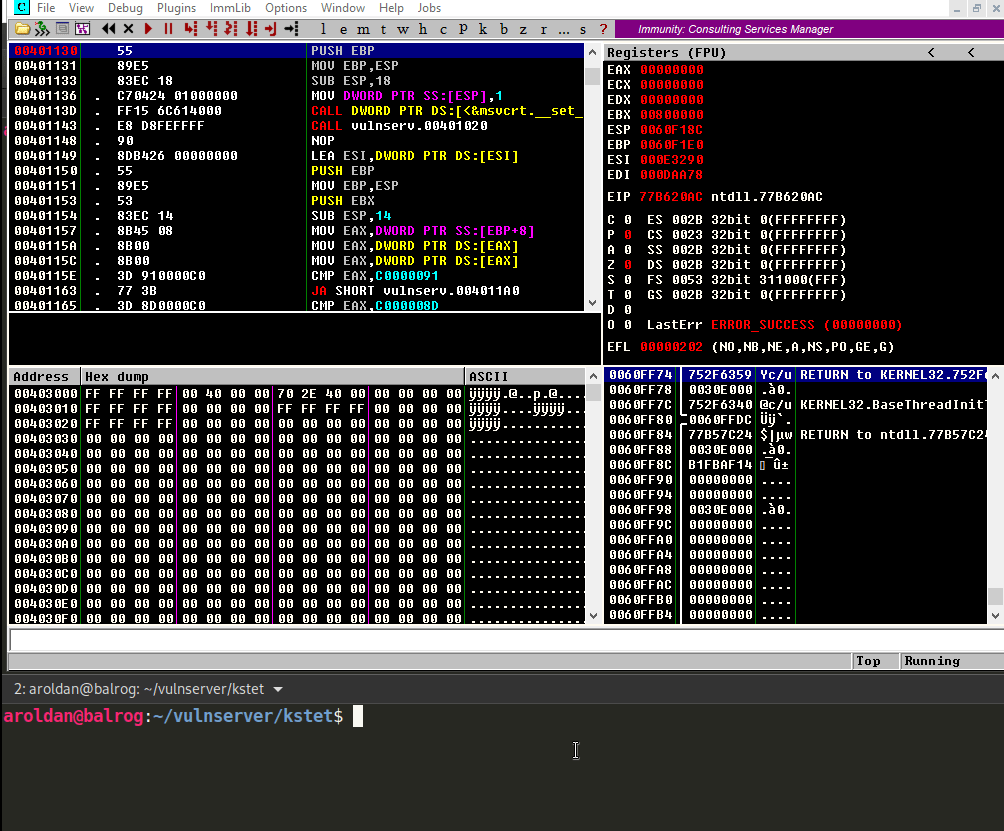 File View Debug Plugins ImmLib Options Window Help Jobs
l e m t w h c P k b z r ... s ?
Immunity: Consulting Services Manager
00401130 55 PUSH EBP
00401131 89E5 MOV EBP,ESP
00401133 83EC 18 SUB ESP,18
00401136 . C70424 01000000 MOV DWORD PTR SS:[ESP],1
0040113D . FF15 6C614000 CALL DWORD PTR DS:[<&msvcrt.__set_
00401143 . E8 D8FEFFFF CALL vulnserv.00401020
00401148 . 90 NOP
00401149 . 8DB426 00000000 LEA ESI,DWORD PTR DS:[ESI]
00401150 . 55 PUSH EBP
00401151 . 89E5 MOV EBP,ESP
00401153 . 53 PUSH EBX
00401154 . 83EC 14 SUB ESP,14
00401157 . 8B45 08 MOV EAX,DWORD PTR SS:[EBP+8]
0040115A . 8B00 MOV EAX,DWORD PTR DS:[EAX]
0040115C . 8B00 MOV EAX,DWORD PTR DS:[EAX]
0040115E . 3D 910000C0 CMP EAX,C0000091
00401163 . 77 3B JA SHORT vulnserv.004011A0
00401165 . 3D 8D0000C0 CMP EAX,C000008D
Registers (FPU) < <
EAX 00000000
ECX 00000000
EDX 00000000
EBX 00800000
ESP 0060F18C
EBP 0060F1E0
ESI 000E3290
EDI 000DAA78
EIP 77B620AC ntdll.77B620AC
C 0 ES 002B 32bit 0(FFFFFFFF)
P 0 CS 0023 32bit 0(FFFFFFFF)
A 0 SS 002B 32bit 0(FFFFFFFF)
Z 0 DS 002B 32bit 0(FFFFFFFF)
S 0 FS 0053 32bit 311000(FFF)
T 0 GS 002B 32bit 0(FFFFFFFF)
D 0
O 0 LastErr ERROR_SUCCESS (00000000)
EFL 00000202 (NO,NB,NE,A,NS,PO,GE,G)
Address Hex dump ASCII
00403000 FF FF FF FF 00 40 00 00 70 2E 40 00 00 00 00 00 ÿÿÿÿ.@..p.@.....
00403010 FF FF FF FF 00 00 00 00 FF FF FF FF 00 00 00 00 ÿÿÿÿ....ÿÿÿÿ....
00403020 FF FF FF FF 00 00 00 00 00 00 00 00 00 00 00 00 ÿÿÿÿ............
00403030 00 00 00 00 00 00 00 00 00 00 00 00 00 00 00 00 ................
00403040 00 00 00 00 00 00 00 00 00 00 00 00 00 00 00 00 ................
00403050 00 00 00 00 00 00 00 00 00 00 00 00 00 00 00 00 ................
00403060 00 00 00 00 00 00 00 00 00 00 00 00 00 00 00 00 ................
00403070 00 00 00 00 00 00 00 00 00 00 00 00 00 00 00 00 ................
00403080 00 00 00 00 00 00 00 00 00 00 00 00 00 00 00 00 ................
00403090 00 00 00 00 00 00 00 00 00 00 00 00 00 00 00 00 ................
004030A0 00 00 00 00 00 00 00 00 00 00 00 00 00 00 00 00 ................
004030B0 00 00 00 00 00 00 00 00 00 00 00 00 00 00 00 00 ................
004030C0 00 00 00 00 00 00 00 00 00 00 00 00 00 00 00 00 ................
004030D0 00 00 00 00 00 00 00 00 00 00 00 00 00 00 00 00 ................
004030E0 00 00 00 00 00 00 00 00 00 00 00 00 00 00 00 00 ................
004030F0 00 00 00 00 00 00 00 00 00 00 00 00 00 00 00 00 ................
0060FF74 752F6359 Yc/u RETURN to KERNEL32.752F6
0060FF78 0030E000 .à0.
0060FF7C 752F6340 @c/u KERNEL32.BaseThreadInitT
0060FF80 0060FFDC Üÿ`.
0060FF84 77B57C24 $|µw RETURN to ntdll.77B57C24
0060FF88 0030E000 .à0.
0060FF8C B1FBAF14 ▯¯û±
0060FF90 00000000 ....
0060FF94 00000000 ....
0060FF98 0030E000 .à0.
0060FF9C 00000000 ....
0060FFA0 00000000 ....
0060FFA4 00000000 ....
0060FFA8 00000000 ....
0060FFAC 00000000 ....
0060FFB0 00000000 ....
0060FFB4 00000000 ....
Top Running
2: aroldan@balrog: ~/vulnserver/kstet
aroldan@balrog:~/vulnserver/kstet$